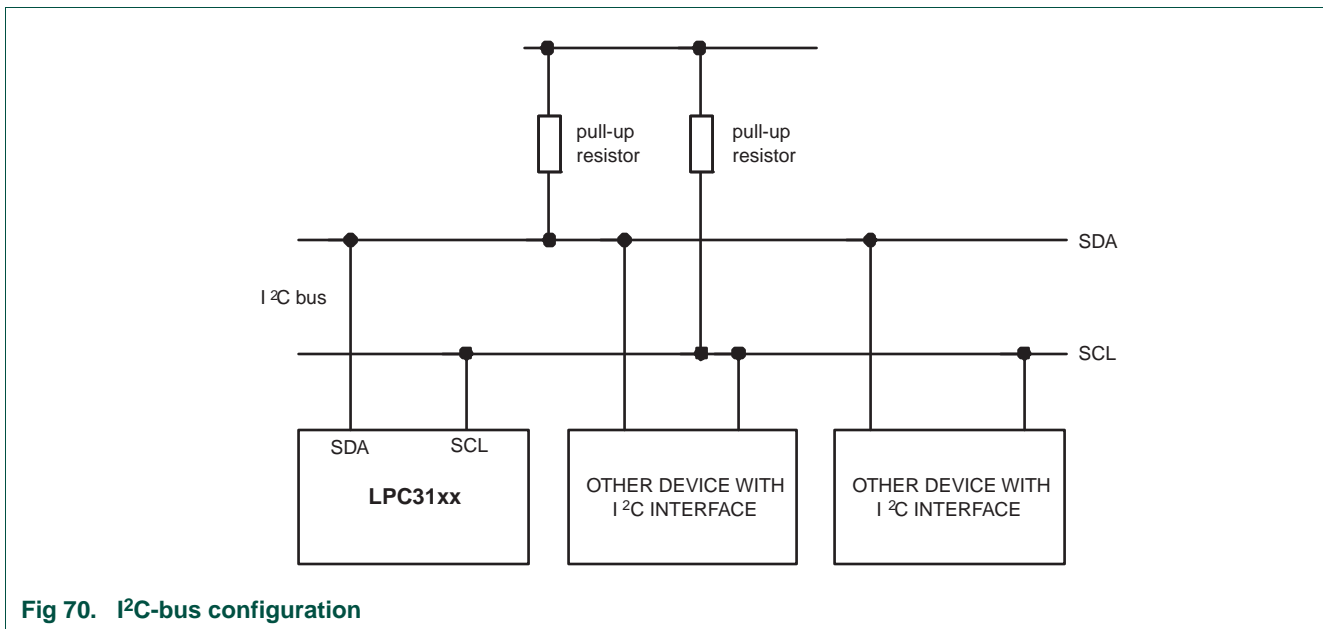 pull-up
resistor
pull-up
resistor
SDA
I ²C bus
SCL
SDA
SCL
LPC31xx
OTHER DEVICE WITH
I ²C INTERFACE
OTHER DEVICE WITH
I ²C INTERFACE
Fig 70. I²C-bus configuration